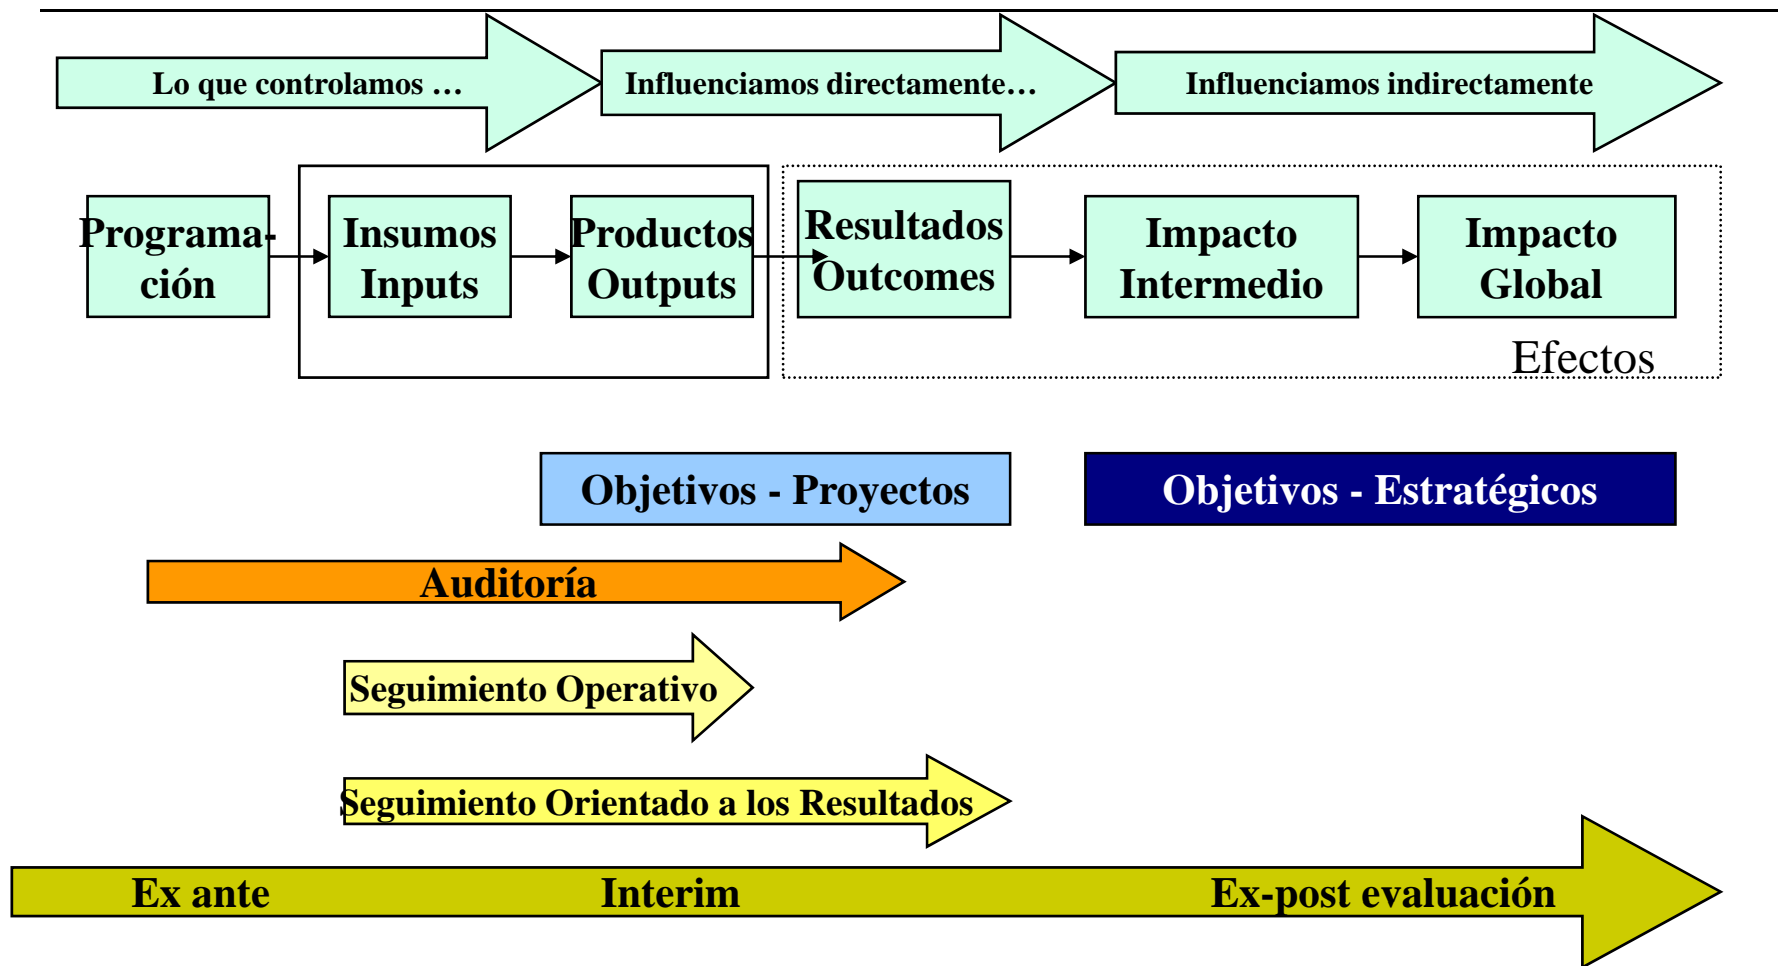 Lo que controlamos …
Influenciamos directamente…
Influenciamos indirectamente
Programa-
ción
Insumos
Inputs
Productos
Outputs
Resultados
Outcomes
Impacto
Intermedio
Impacto
Global
Efectos
Objetivos - Proyectos
Objetivos - Estratégicos
Auditoría
Seguimiento Operativo
Seguimiento Orientado a los Resultados
Ex ante
Interim
Ex-post evaluación